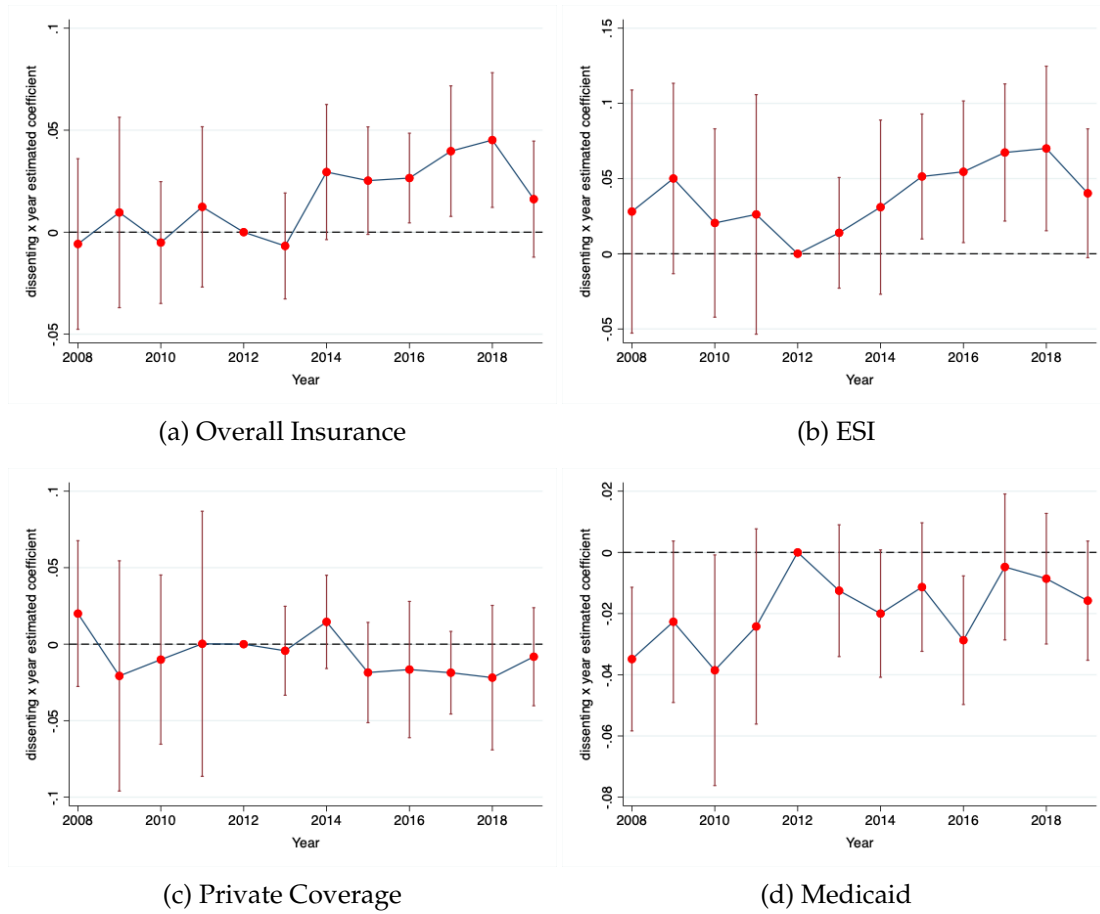 dissenting x year estimated coefficient
.1
.05
0
-.05
2008 2010 2012 2014 2016 2018
Year
(a) Overall Insurance
dissenting x year estimated coefficient
.15
.1
.05
0
-.05
2008 2010 2012 2014 2016 2018
Year
(b) ESI
dissenting x year estimated coefficient
.1
.05
0
-.05
-.1
2008 2010 2012 2014 2016 2018
Year
(c) Private Coverage
dissenting x year estimated coefficient
.02
0
-.02
-.04
-.06
-.08
2008 2010 2012 2014 2016 2018
Year
(d) Medicaid